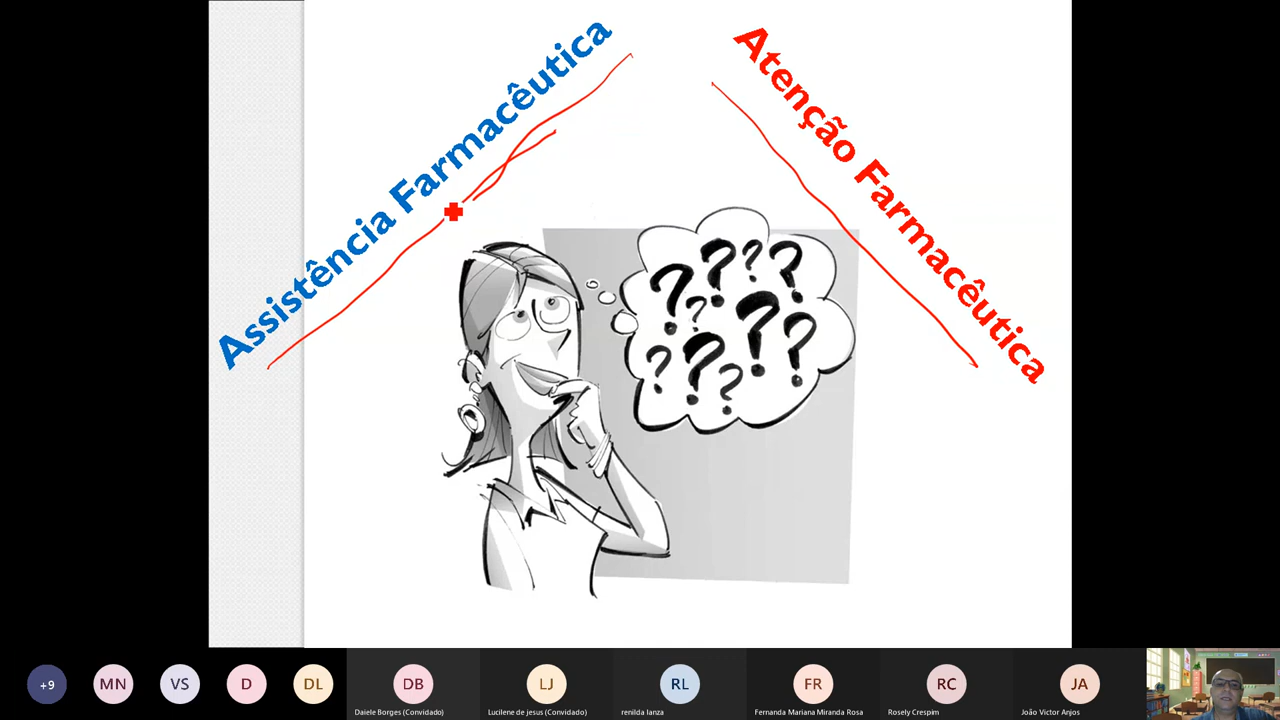 Assistência Farmacêutica
Atenção Farmacêutica
? ? ? ?
? ? ? ?
? ? ?
+9
MN
VS
D
DL
DB
Daiele Borges (Convidado)
LJ
Lucilene de jesus (Convidado)
RL
renilda lanza
FR
Fernanda Mariana Miranda Rosa
RC
Rosely Crespim
JA
João Victor Anjos